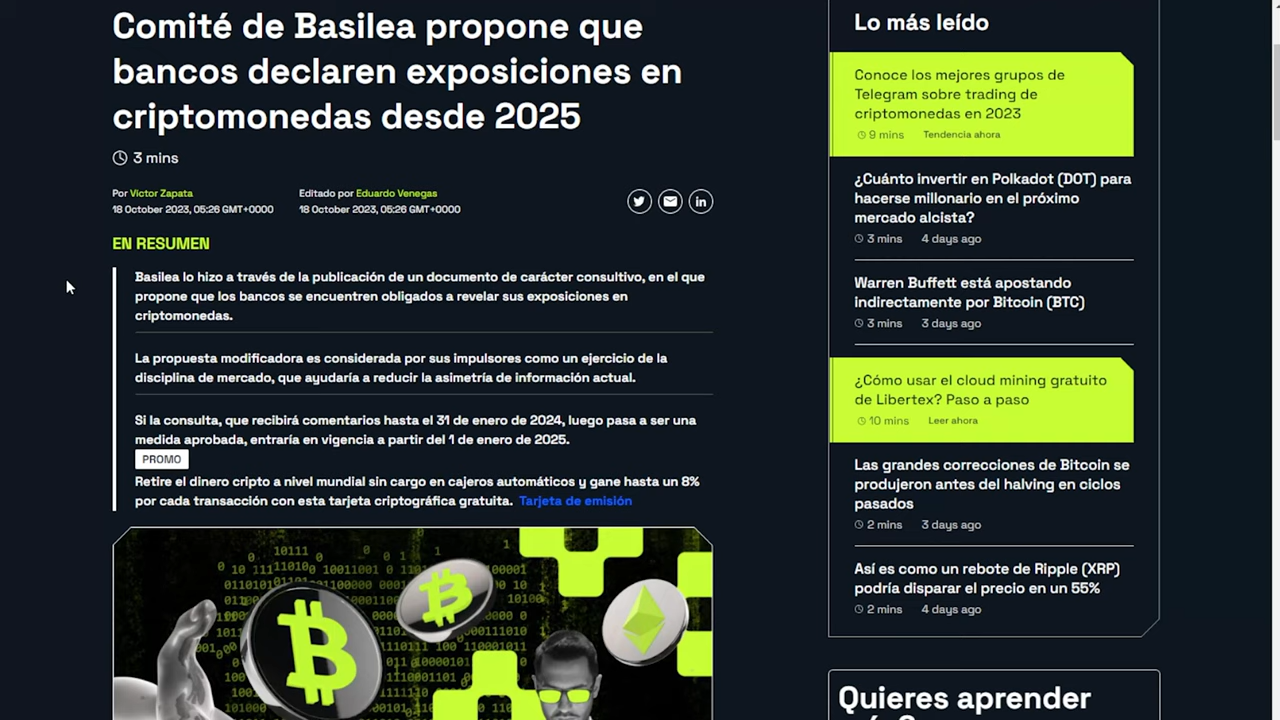 Comité de Basilea propone que
bancos declaren exposiciones en
criptomonedas desde 2025
3 mins
Por Victor Zapata
18 October 2023, 05:26 GMT+0000
Editado por Eduardo Venegas
18 October 2023, 05:26 GMT+0000
EN RESUMEN
Basilea lo hizo a través de la publicación de un documento de carácter consultivo, en el que
propone que los bancos se encuentren obligados a revelar sus exposiciones en
criptomonedas.
La propuesta modificadora es considerada por sus impulsores como un ejercicio de la
disciplina de mercado, que ayudaría a reducir la asimetría de información actual.
Si la consulta, que recibirá comentarios hasta el 31 de enero de 2024, luego pasa a ser una
medida aprobada, entraría en vigencia a partir del 1 de enero de 2025.
PROMO
Retire el dinero cripto a nivel mundial sin cargo en cajeros automáticos y gane hasta un 8%
por cada transacción con esta tarjeta criptográfica gratuita. Tarjeta de emisión
Lo más leído
Conoce los mejores grupos de
Telegram sobre trading de
criptomonedas en 2023
9 mins Tendencia ahora
¿Cuánto invertir en Polkadot (DOT) para
hacerse millonario en el próximo
mercado alcista?
3 mins 4 days ago
Warren Buffett está apostando
indirectamente por Bitcoin (BTC)
3 mins 3 days ago
¿Cómo usar el cloud mining gratuito
de Libertex? Paso a paso
10 mins Leer ahora
Las grandes correcciones de Bitcoin se
produjeron antes del halving en ciclos
pasados
2 mins 3 days ago
Así es como un rebote de Ripple (XRP)
podría disparar el precio en un 55%
2 mins 4 days ago
Quieres aprender